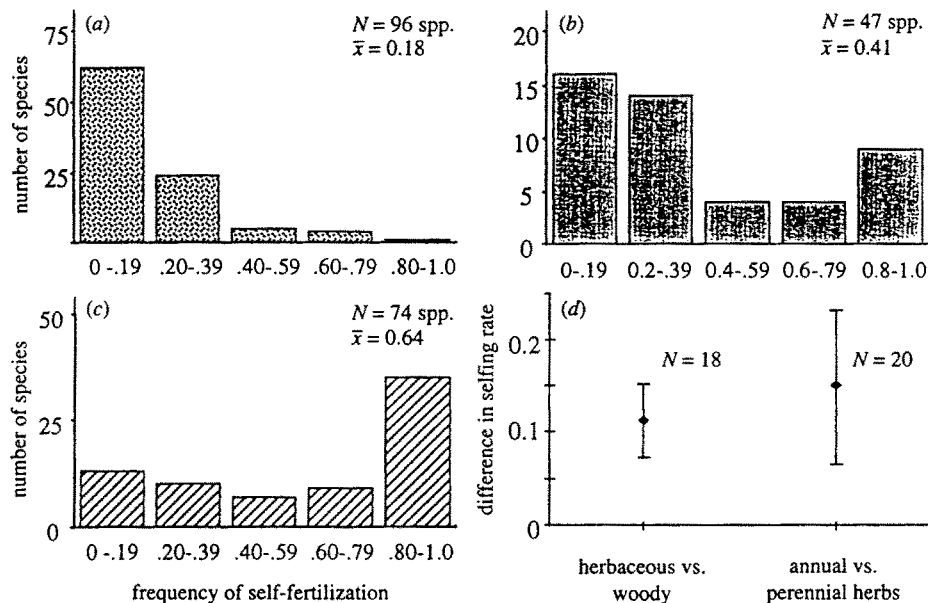 (a)
N = 96 spp.
x̄ = 0.18
number of species
75
50
25
0 -.19 .20-.39 .40-.59 .60-.79 .80-1.0
(b)
N = 47 spp.
x̄ = 0.41
20
15
10
5
0
0-.19 0.2-.39 0.4-.59 0.6-.79 0.8-1.0
(c)
N = 74 spp.
x̄ = 0.64
number of species
50
25
0
0 -.19 .20-.39 .40-.59 .60-.79 .80-1.0
frequency of self-fertilization
(d)
difference in selfing rate
0.2
0.1
0
N = 18
N = 20
herbaceous vs.
woody
annual vs.
perennial herbs